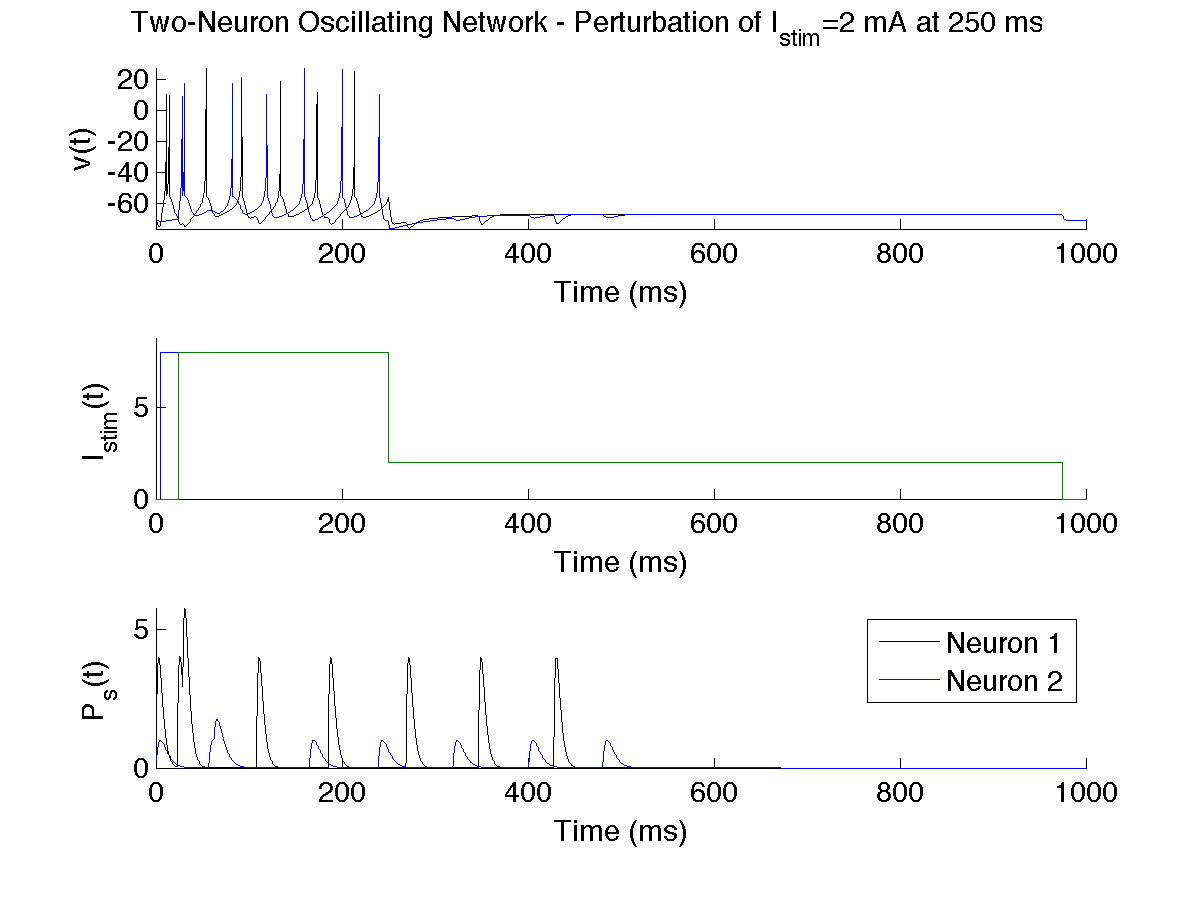 Two-Neuron Oscillating Network - Perturbation of I_stim=2 mA at 250 ms
20
0
-20
-40
-60
v(t)
0 200 400 600 800 1000
Time (ms)
5
0
I_stim(t)
0 200 400 600 800 1000
Time (ms)
5
0
P_s(t)
Neuron 1
Neuron 2
0 200 400 600 800 1000
Time (ms)